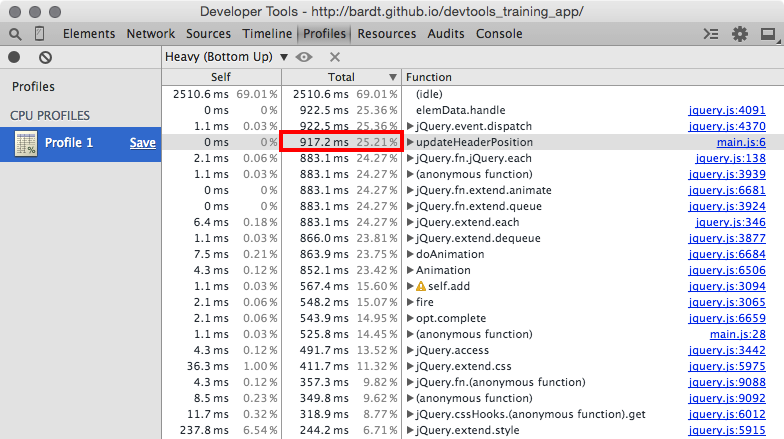 Developer Tools - http://bardt.github.io/devtools_training_app/
Elements Network Sources Timeline Profiles Resources Audits Console
Heavy (Bottom Up) ▼
Profiles
CPU PROFILES
Profile 1 Save
Self Total ▼ Function
2510.6 ms 69.01 % 2510.6 ms 69.01 % (idle)
0 ms 0 % 922.5 ms 25.36 % elemData.handle jquery.js:4091
1.1 ms 0.03 % 922.5 ms 25.36 % ▶jQuery.event.dispatch jquery.js:4370
0 ms 0 % 917.2 ms 25.21 % ▶updateHeaderPosition main.js:6
2.1 ms 0.06 % 883.1 ms 24.27 % ▶jQuery.fn.jQuery.each jquery.js:138
1.1 ms 0.03 % 883.1 ms 24.27 % ▶(anonymous function) jquery.js:3939
0 ms 0 % 883.1 ms 24.27 % ▶jQuery.fn.extend.animate jquery.js:6681
0 ms 0 % 883.1 ms 24.27 % ▶jQuery.fn.extend.queue jquery.js:3924
6.4 ms 0.18 % 883.1 ms 24.27 % ▶jQuery.extend.each jquery.js:346
1.1 ms 0.03 % 866.0 ms 23.81 % ▶jQuery.extend.dequeue jquery.js:3877
7.5 ms 0.21 % 863.9 ms 23.75 % ▶doAnimation jquery.js:6684
4.3 ms 0.12 % 852.1 ms 23.42 % ▶Animation jquery.js:6506
1.1 ms 0.03 % 567.4 ms 15.60 % ▶self.add jquery.js:3094
2.1 ms 0.06 % 548.2 ms 15.07 % ▶fire jquery.js:3065
2.1 ms 0.06 % 543.9 ms 14.95 % ▶opt.complete jquery.js:6659
1.1 ms 0.03 % 525.8 ms 14.45 % ▶(anonymous function) main.js:28
4.3 ms 0.12 % 491.7 ms 13.52 % ▶jQuery.access jquery.js:3442
36.3 ms 1.00 % 411.7 ms 11.32 % ▶jQuery.extend.css jquery.js:5975
4.3 ms 0.12 % 357.3 ms 9.82 % ▶jQuery.fn.(anonymous function) jquery.js:9088
8.5 ms 0.23 % 349.8 ms 9.62 % ▶(anonymous function) jquery.js:9092
11.7 ms 0.32 % 318.9 ms 8.77 % ▶jQuery.cssHooks.(anonymous function).get jquery.js:6012
237.8 ms 6.54 % 244.2 ms 6.71 % ▶jQuery.extend.style jquery.js:5915